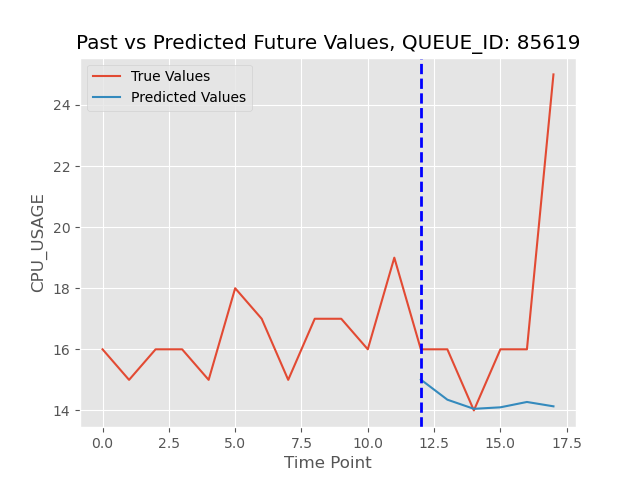 Past vs Predicted Future Values, QUEUE_ID: 85619
True Values
Predicted Values
CPU_USAGE
24
22
20
18
16
14
0.0 2.5 5.0 7.5 10.0 12.5 15.0 17.5
Time Point